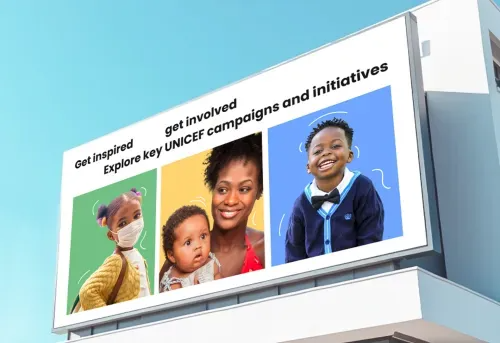 Get inspired
get involved
Explore key UNICEF campaigns and initiatives